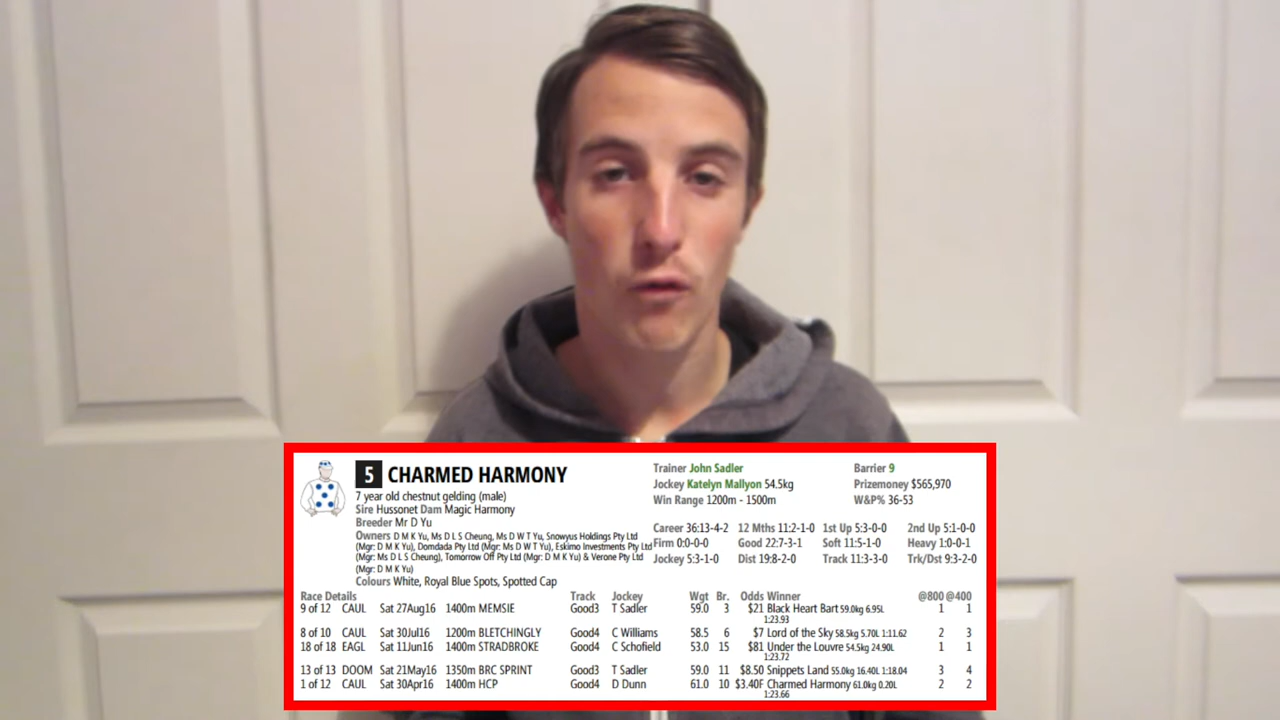 5 CHARMED HARMONY
7 year old chestnut gelding (male)
Sire Hussonet Dam Magic Harmony
Breeder Mr D Yu
Owners D M K Yu, Ms D L S Cheung, Ms D W T Yu, Snowyus Holdings Pty Ltd
(Mgr: D M K Yu), Domdada Pty Ltd (Mgr: Ms D W T Yu), Eskimo Investments Pty Ltd
(Mgr: Ms D L S Cheung), Tomorrow Off Pty Ltd (Mgr: D M K Yu) & Verone Pty Ltd
(Mgr: D M K Yu)
Colours White, Royal Blue Spots, Spotted Cap
Trainer John Sadler Barrier 9
Jockey Katelyn Mallyon 54.5kg Prizemoney $565,970
Win Range 1200m - 1500m W&P% 36-53
Career 36:13-4-2 12 Mths 11:2-1-0 1st Up 5:3-0-0 2nd Up 5:1-0-0
Firm 0:0-0-0 Good 22:7-3-1 Soft 11:5-1-0 Heavy 1:0-0-1
Jockey 5:3-1-0 Dist 19:8-2-0 Track 11:3-3-0 Trk/Dst 9:3-2-0
Race Details Track Jockey Wgt Br. Odds Winner @800 @400
9 of 12 CAUL Sat 27Aug16 1400m MEMSIE Good3 T Sadler 59.0 3 $21 Black Heart Bart 59.0kg 6.95L 1 1
1:23.93
8 of 10 CAUL Sat 30Jul16 1200m BLETCHINGLY Good4 C Williams 58.5 6 $7 Lord of the Sky 58.5kg 5.70L 1:11.62 2 3
18 of 18 EAGL Sat 11Jun16 1400m STRADBROKE Good4 C Schofield 53.0 15 $81 Under the Louvre 54.5kg 24.90L 1 1
1:23.72
13 of 13 DOOM Sat 21May16 1350m BRC SPRINT Good3 T Sadler 59.0 11 $8.50 Snippets Land 55.0kg 16.40L 1:18.04 3 4
1 of 12 CAUL Sat 30Apr16 1400m HCP Good4 D Dunn 61.0 10 $3.40F Charmed Harmony 61.0kg 0.20L 2 2
1:23.66